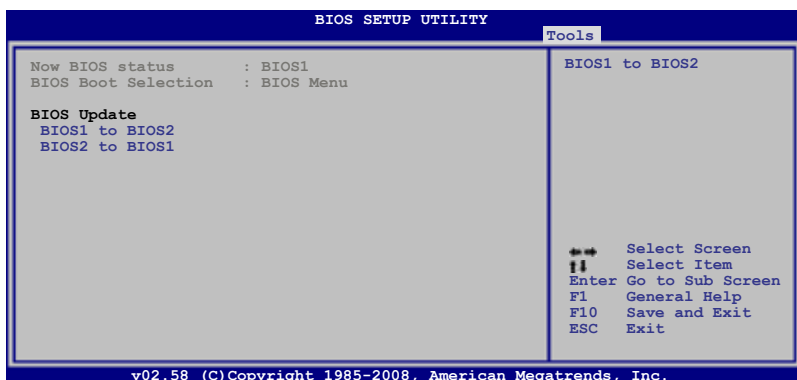 BIOS SETUP UTILITY
Tools
Now BIOS status : BIOS1
BIOS Boot Selection : BIOS Menu
BIOS Update
BIOS1 to BIOS2
BIOS2 to BIOS1
BIOS1 to BIOS2
Select Screen
Select Item
Enter Go to Sub Screen
F1 General Help
F10 Save and Exit
ESC Exit
v02.58 (C)Copyright 1985-2008, American Megatrends, Inc.